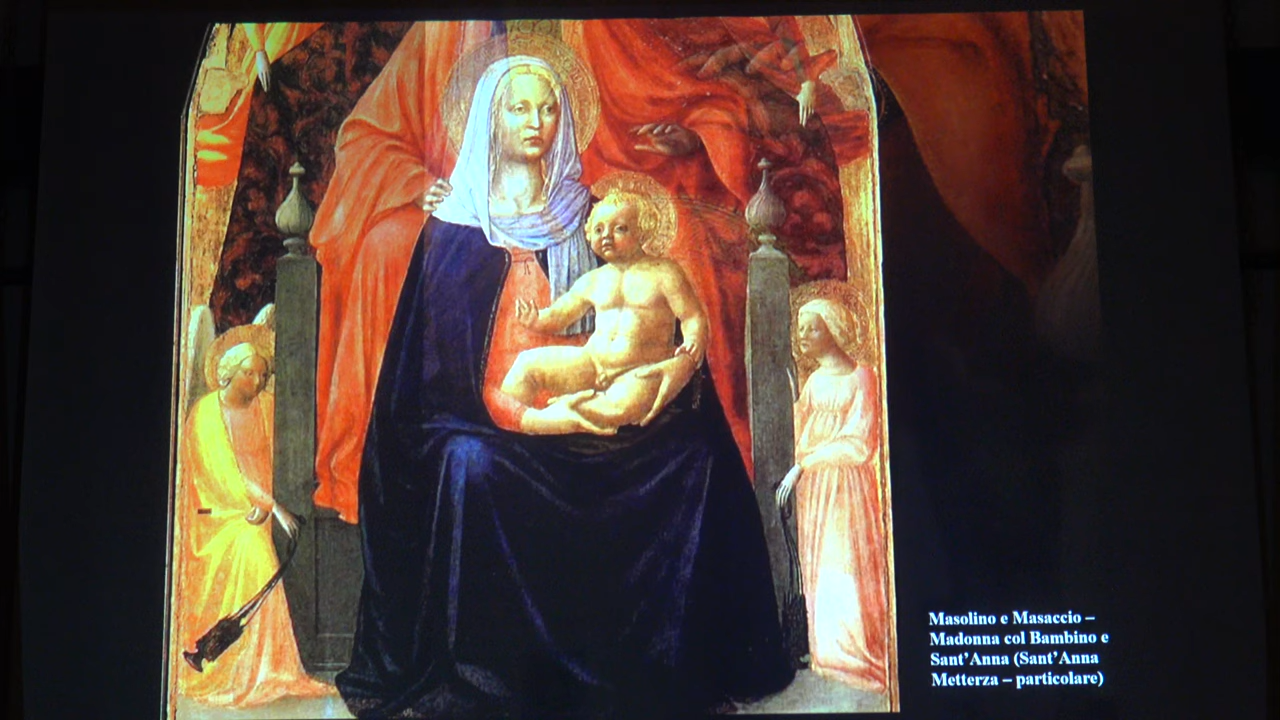 Masolino e Masaccio –
Madonna col Bambino e
Sant’Anna (Sant’Anna
Metterza – particolare)